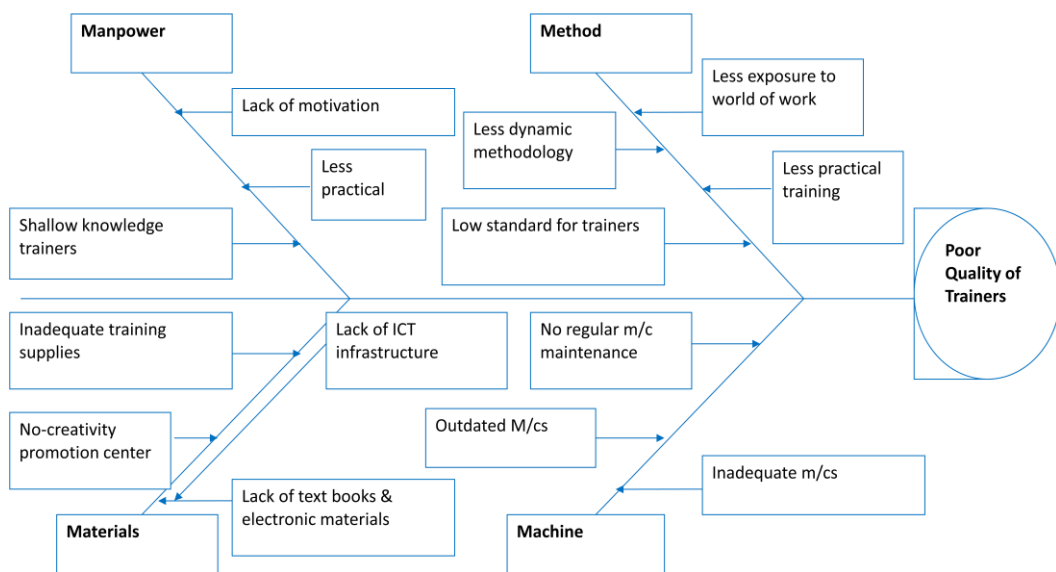 Manpower
Method
Less exposure to
world of work
Lack of motivation
Less dynamic
methodology
Less
practical
Less practical
training
Shallow knowledge
trainers
Low standard for trainers
Poor
Quality of
Trainers
Inadequate training
supplies
Lack of ICT
infrastructure
No regular m/c
maintenance
No-creativity
promotion center
Outdated M/cs
Inadequate m/cs
Lack of text books &
electronic materials
Materials
Machine